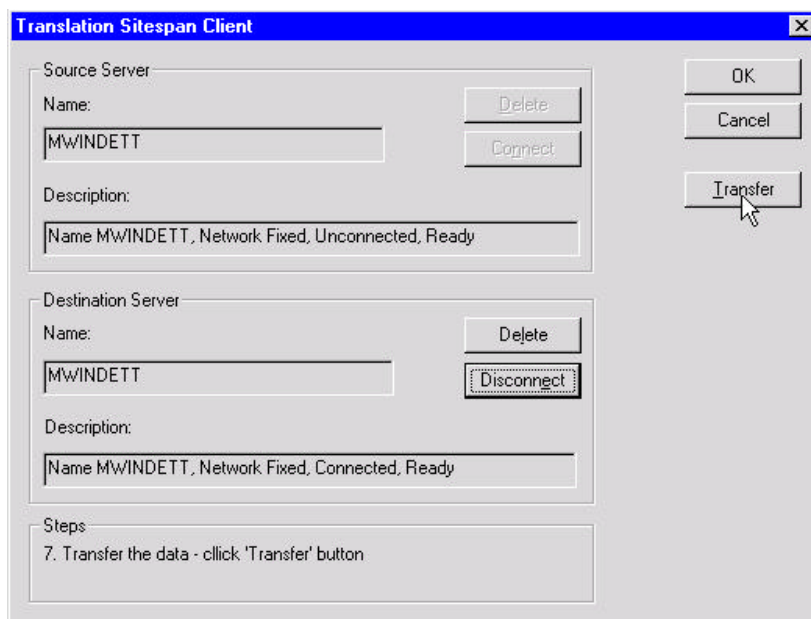 Translation Sitespan Client
Source Server
Name:
Delete
MWINDETT
Connect
Description:
Name MWINDETT, Network Fixed, Unconnected, Ready
OK
Cancel
Transfer
Destination Server
Name:
Delete
MWINDETT
Disconnect
Description:
Name MWINDETT, Network Fixed, Connected, Ready
Steps
7. Transfer the data - cllick 'Transfer' button